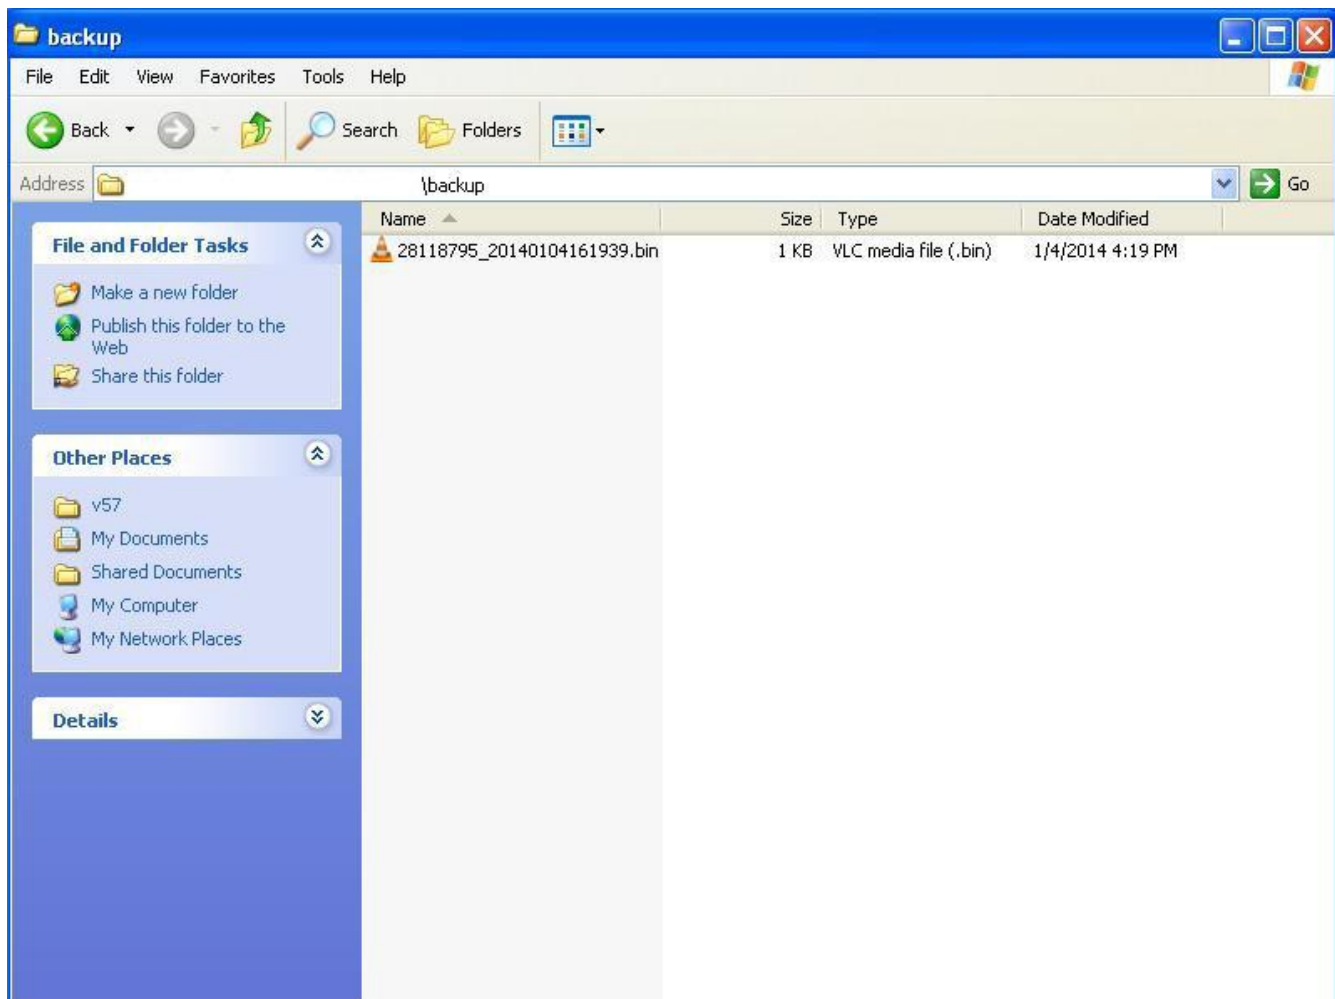 backup
File Edit View Favorites Tools Help
Back Search Folders
Address \backup Go
Name Size Type Date Modified
28118795_20140104161939.bin 1 KB VLC media file (.bin) 1/4/2014 4:19 PM
File and Folder Tasks
Make a new folder
Publish this folder to the
Web
Share this folder
Other Places
v57
My Documents
Shared Documents
My Computer
My Network Places
Details